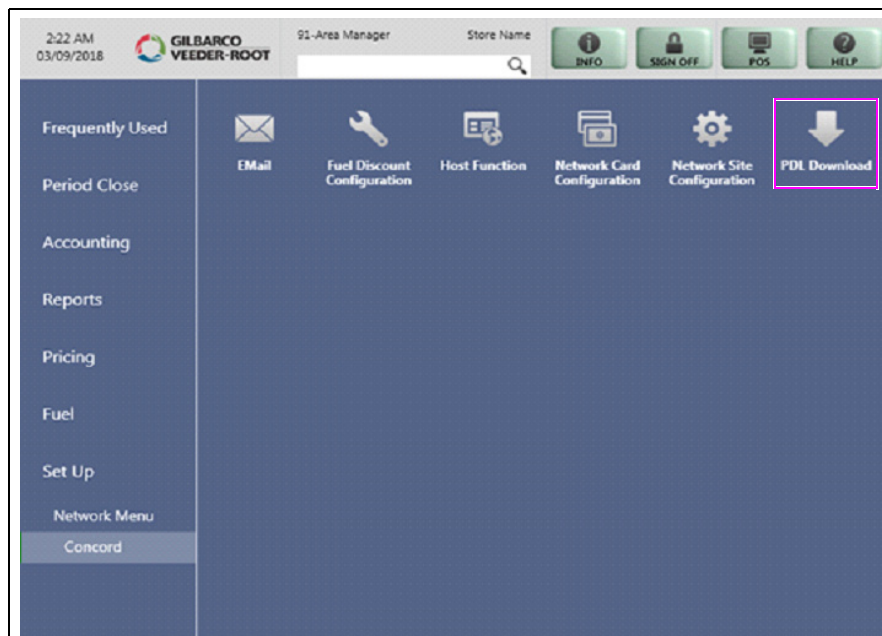 2:22 AM
03/09/2018
GILBARCO
VEEDER-ROOT
91-Area Manager
Store Name
INFO
SIGN OFF
POS
HELP
Frequently Used
Period Close
Accounting
Reports
Pricing
Fuel
Set Up
Network Menu
Concord
EMail
Fuel Discount
Configuration
Host Function
Network Card
Configuration
Network Site
Configuration
PDL Download